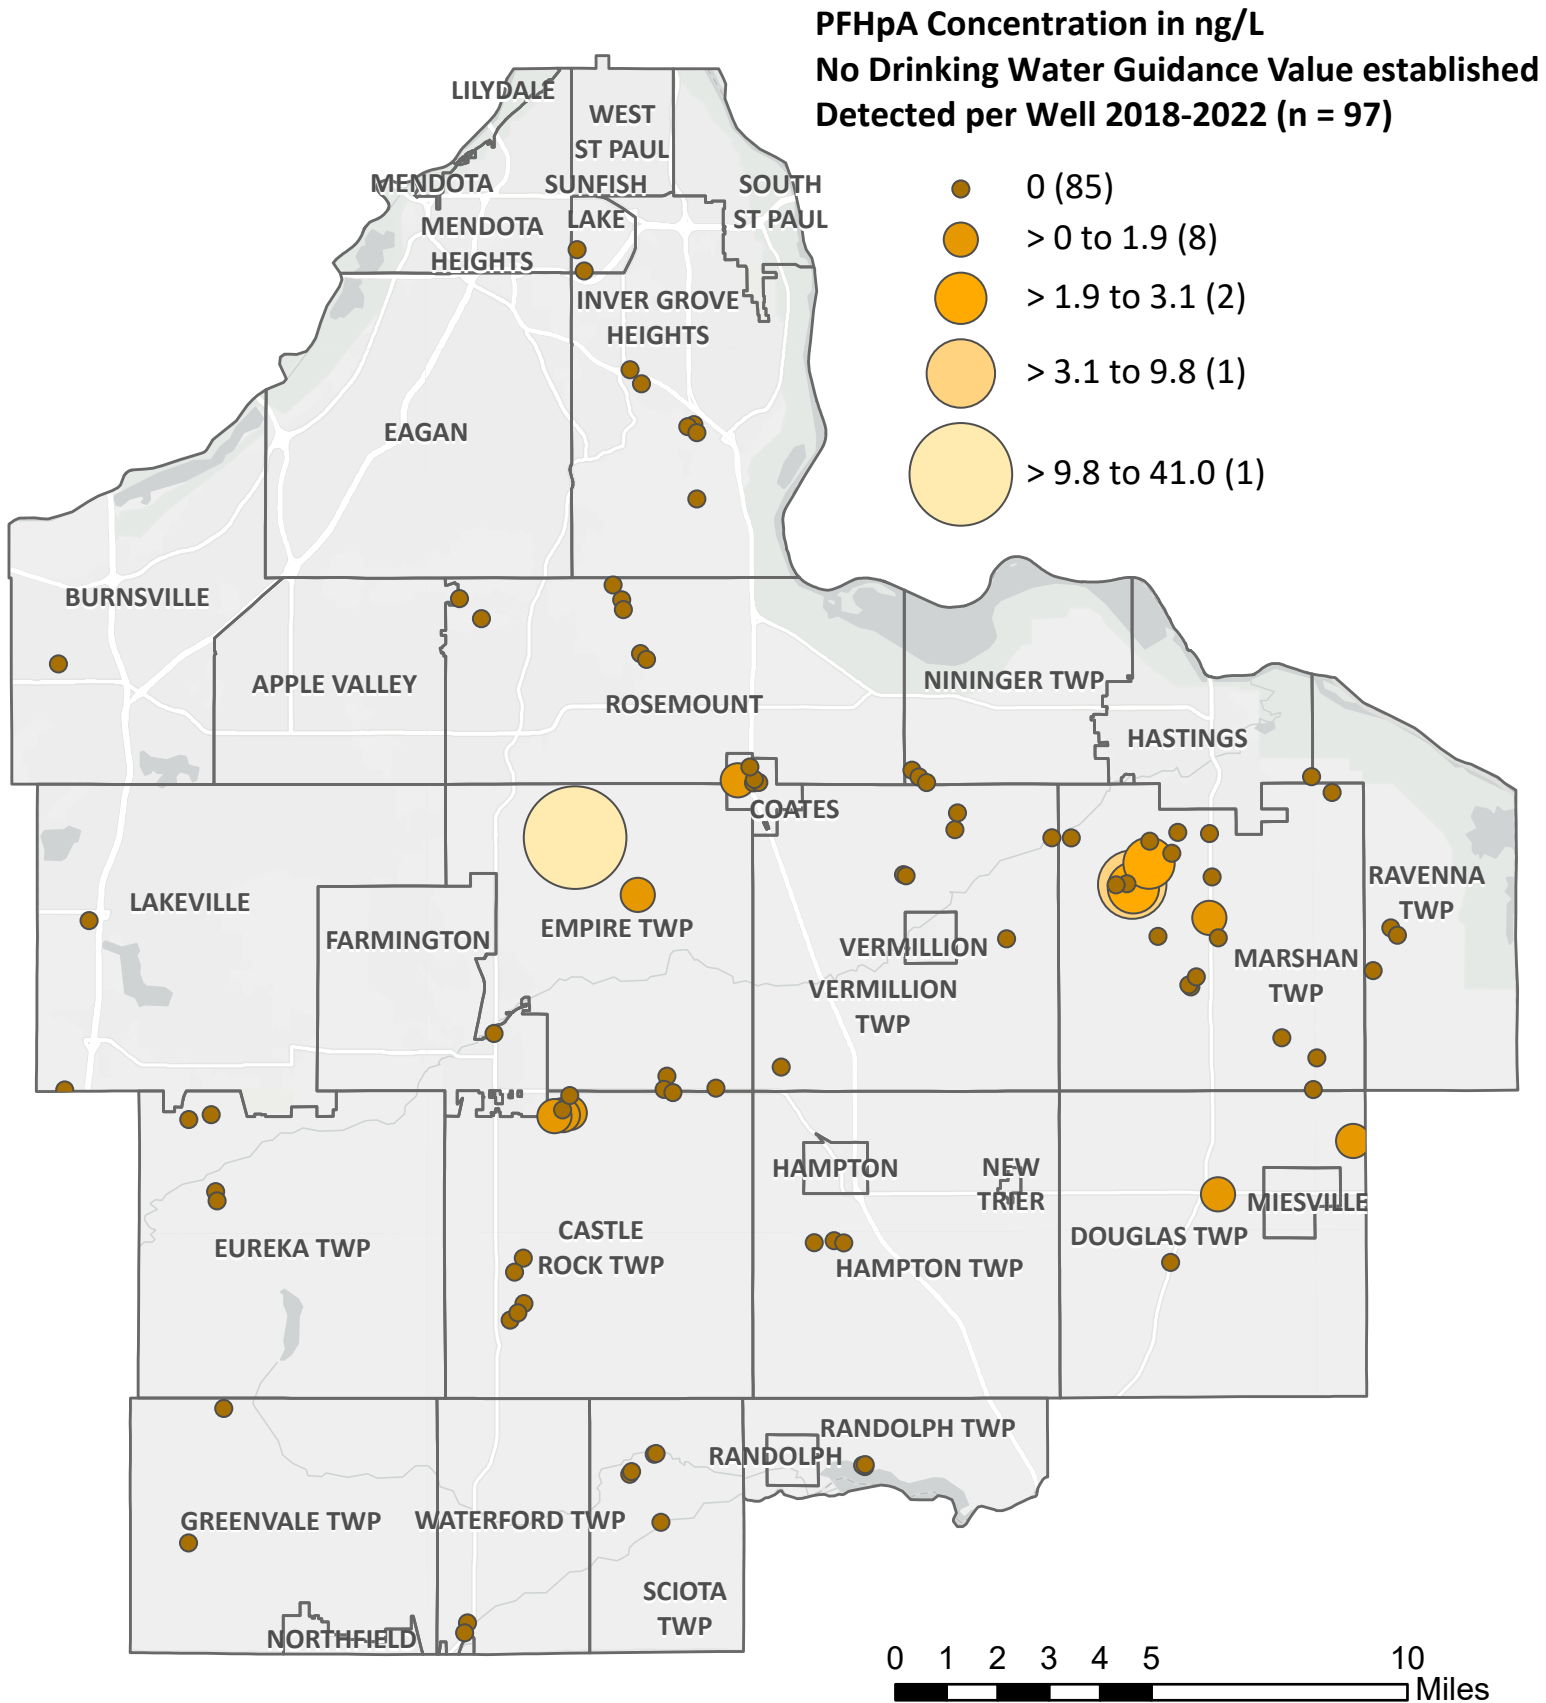 PFHpA Concentration in ng/L
No Drinking Water Guidance Value established
Detected per Well 2018-2022 (n = 97)
0 (85)
> 0 to 1.9 (8)
> 1.9 to 3.1 (2)
> 3.1 to 9.8 (1)
> 9.8 to 41.0 (1)
LILYDALE
WEST
ST PAUL
MENDOTA
SUNFISH
LAKE
SOUTH
ST PAUL
MENDOTA
HEIGHTS
INVER GROVE
HEIGHTS
EAGAN
BURNSVILLE
APPLE VALLEY
ROSEMOUNT
NININGER TWP
HASTINGS
COATES
LAKEVILLE
FARMINGTON
EMPIRE TWP
VERMILLION
VERMILLION
TWP
MARSHAN
TWP
RAVENNA
TWP
HAMPTON
NEW
TRIER
MIESVILLE
EUREKA TWP
CASTLE
ROCK TWP
HAMPTON TWP
DOUGLAS TWP
RANDOLPH TWP
RANDOLPH
GREENVALE TWP
WATERFORD TWP
SCIOTA
TWP
NORTHFIELD
0 1 2 3 4 5 10
Miles